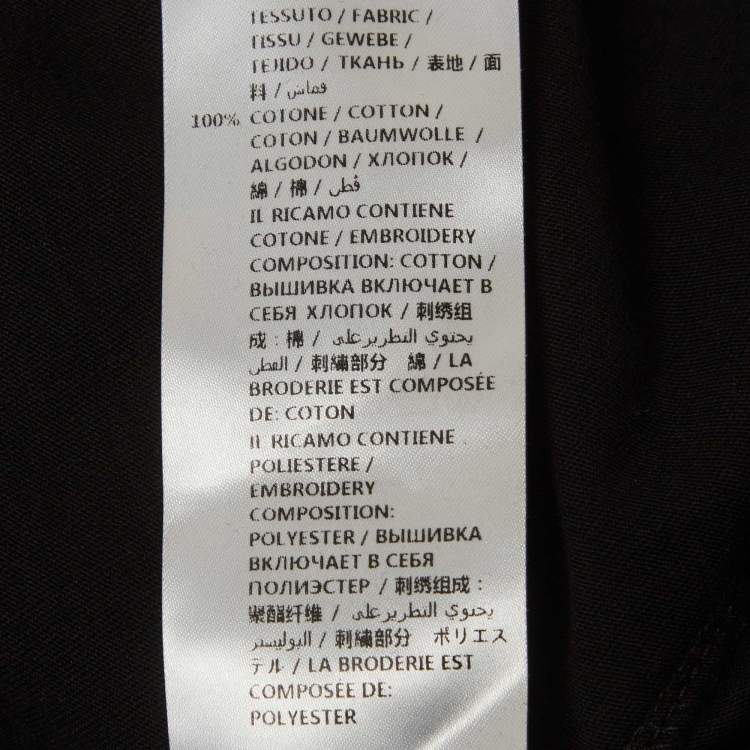 TESSUTO / FABRIC /
TISSU / GEWEBE /
TEJIDO / ТКАНЬ / 表地 / 面
料 / قماش
100% COTONE / COTTON /
COTON / BAUMWOLLE /
ALGODON / ХЛОПОК /
綿 / 棉 / قطن
IL RICAMO CONTIENE
COTONE / EMBROIDERY
COMPOSITION: COTTON /
ВЫШИВКА ВКЛЮЧАЕТ В
СЕБЯ ХЛОПОК / 刺绣组
成 : 棉 / يحتوي التطريز على
القطن / 刺繍部分 綿 / LA
BRODERIE EST COMPOSÉE
DE: COTON
IL RICAMO CONTIENE
POLIESTERE /
EMBROIDERY
COMPOSITION:
POLYESTER / ВЫШИВКА
ВКЛЮЧАЕТ В СЕБЯ
ПОЛИЭСТЕР / 刺绣组成 :
聚酯纤维 / يحتوي التطريز على
البوليستر / 刺繍部分 ポリエス
テル / LA BRODERIE EST
COMPOSÉE DE:
POLYESTER